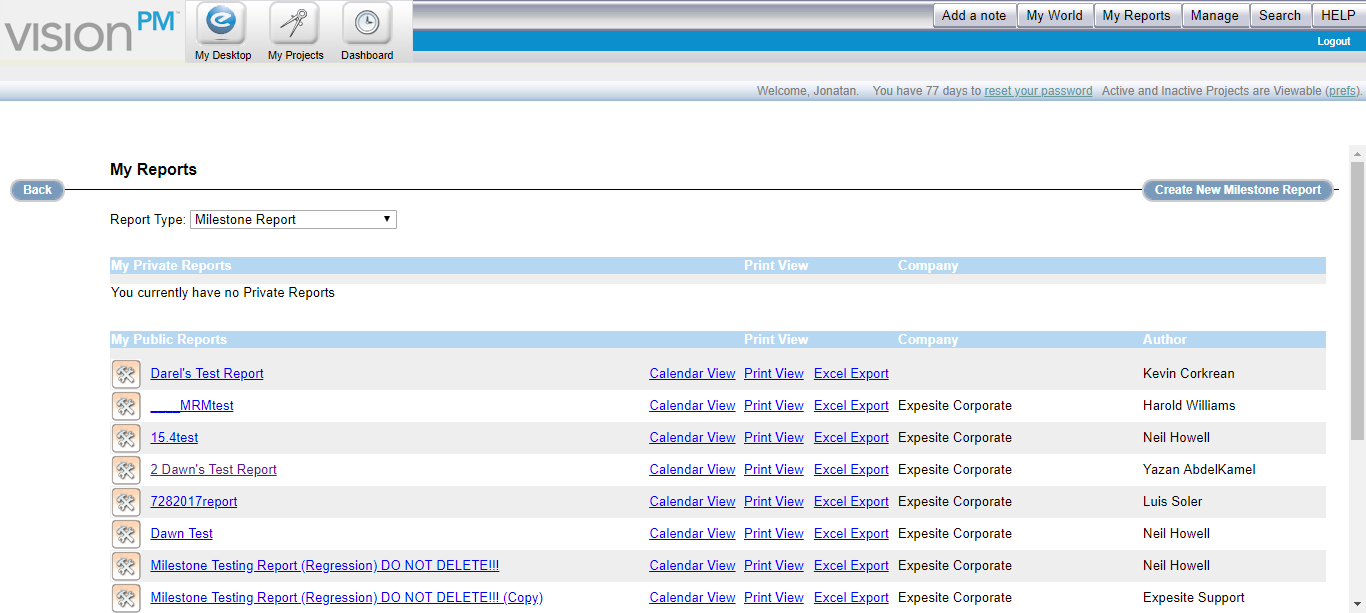 VISION PM™
My Desktop My Projects Dashboard
Add a note My World My Reports Manage Search HELP
Logout
Welcome, Jonatan. You have 77 days to reset your password Active and Inactive Projects are Viewable (prefs).
My Reports
Back Create New Milestone Report
Report Type: Milestone Report
My Private Reports Print View Company
You currently have no Private Reports
My Public Reports Print View Company Author
Darel's Test Report Calendar View Print View Excel Export Kevin Corkrean
____MRMtest Calendar View Print View Excel Export Expesite Corporate Harold Williams
15.4test Calendar View Print View Excel Export Expesite Corporate Neil Howell
2 Dawn's Test Report Calendar View Print View Excel Export Expesite Corporate Yazan AbdelKamel
7282017report Calendar View Print View Excel Export Expesite Corporate Luis Soler
Dawn Test Calendar View Print View Excel Export Expesite Corporate Neil Howell
Milestone Testing Report (Regression) DO NOT DELETE!!! Calendar View Print View Excel Export Expesite Corporate Neil Howell
Milestone Testing Report (Regression) DO NOT DELETE!!! (Copy) Calendar View Print View Excel Export Expesite Corporate Expesite Support